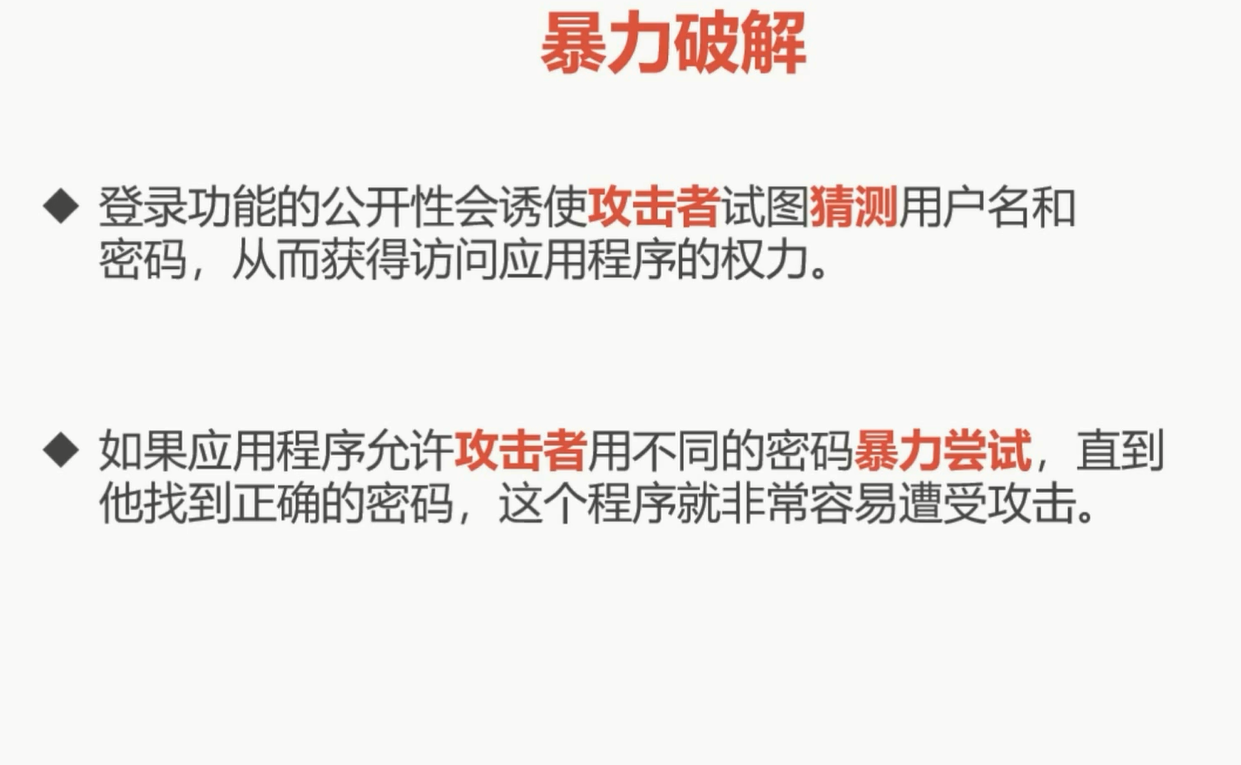 暴力破解
◆ 登录功能的公开性会诱使攻击者试图猜测用户名和
密码，从而获得访问应用程序的权力。
◆ 如果应用程序允许攻击者用不同的密码暴力尝试，直到
他找到正确的密码，这个程序就非常容易遭受攻击。